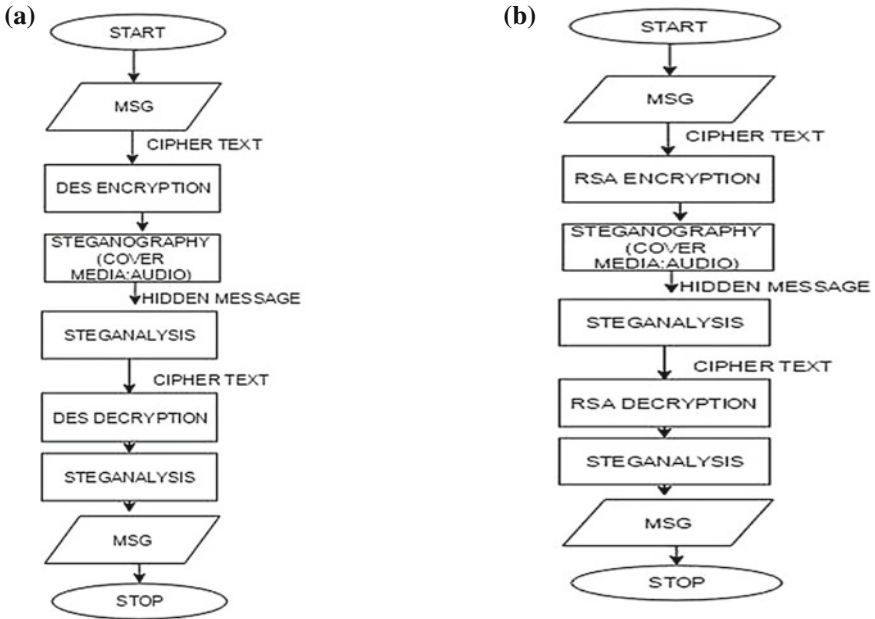 (a)
START
MSG
CIPHER TEXT
DES ENCRYPTION
STEGANOGRAPHY
(COVER
MEDIA:AUDIO)
HIDDEN MESSAGE
STEGANALYSIS
CIPHER TEXT
DES DECRYPTION
STEGANALYSIS
MSG
STOP
(b)
START
MSG
CIPHER TEXT
RSA ENCRYPTION
STEGANOGRAPHY
(COVER
MEDIA:AUDIO)
HIDDEN MESSAGE
STEGANALYSIS
CIPHER TEXT
RSA DECRYPTION
STEGANALYSIS
MSG
STOP